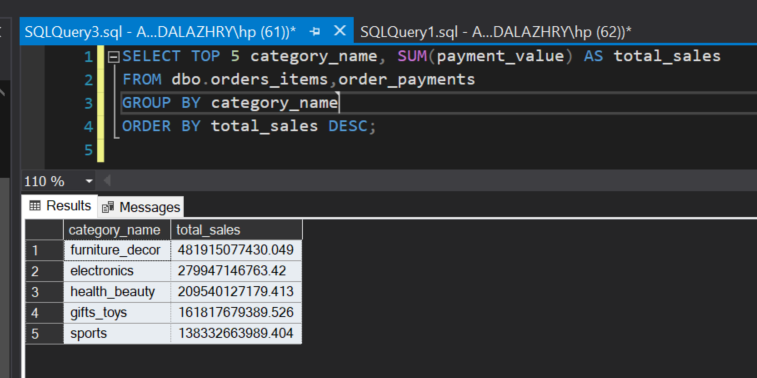 SQLQuery3.sql - A...DALAZHRY\hp (61))* SQLQuery1.sql - A...DALAZHRY\hp (62))*
1 SELECT TOP 5 category_name, SUM(payment_value) AS total_sales
2 FROM dbo.orders_items,order_payments
3 GROUP BY category_name
4 ORDER BY total_sales DESC;
5
110 %
Results Messages
category_name total_sales
1 furniture_decor 481915077430.049
2 electronics 279947146763.42
3 health_beauty 209540127179.413
4 gifts_toys 161817679389.526
5 sports 138332663989.404